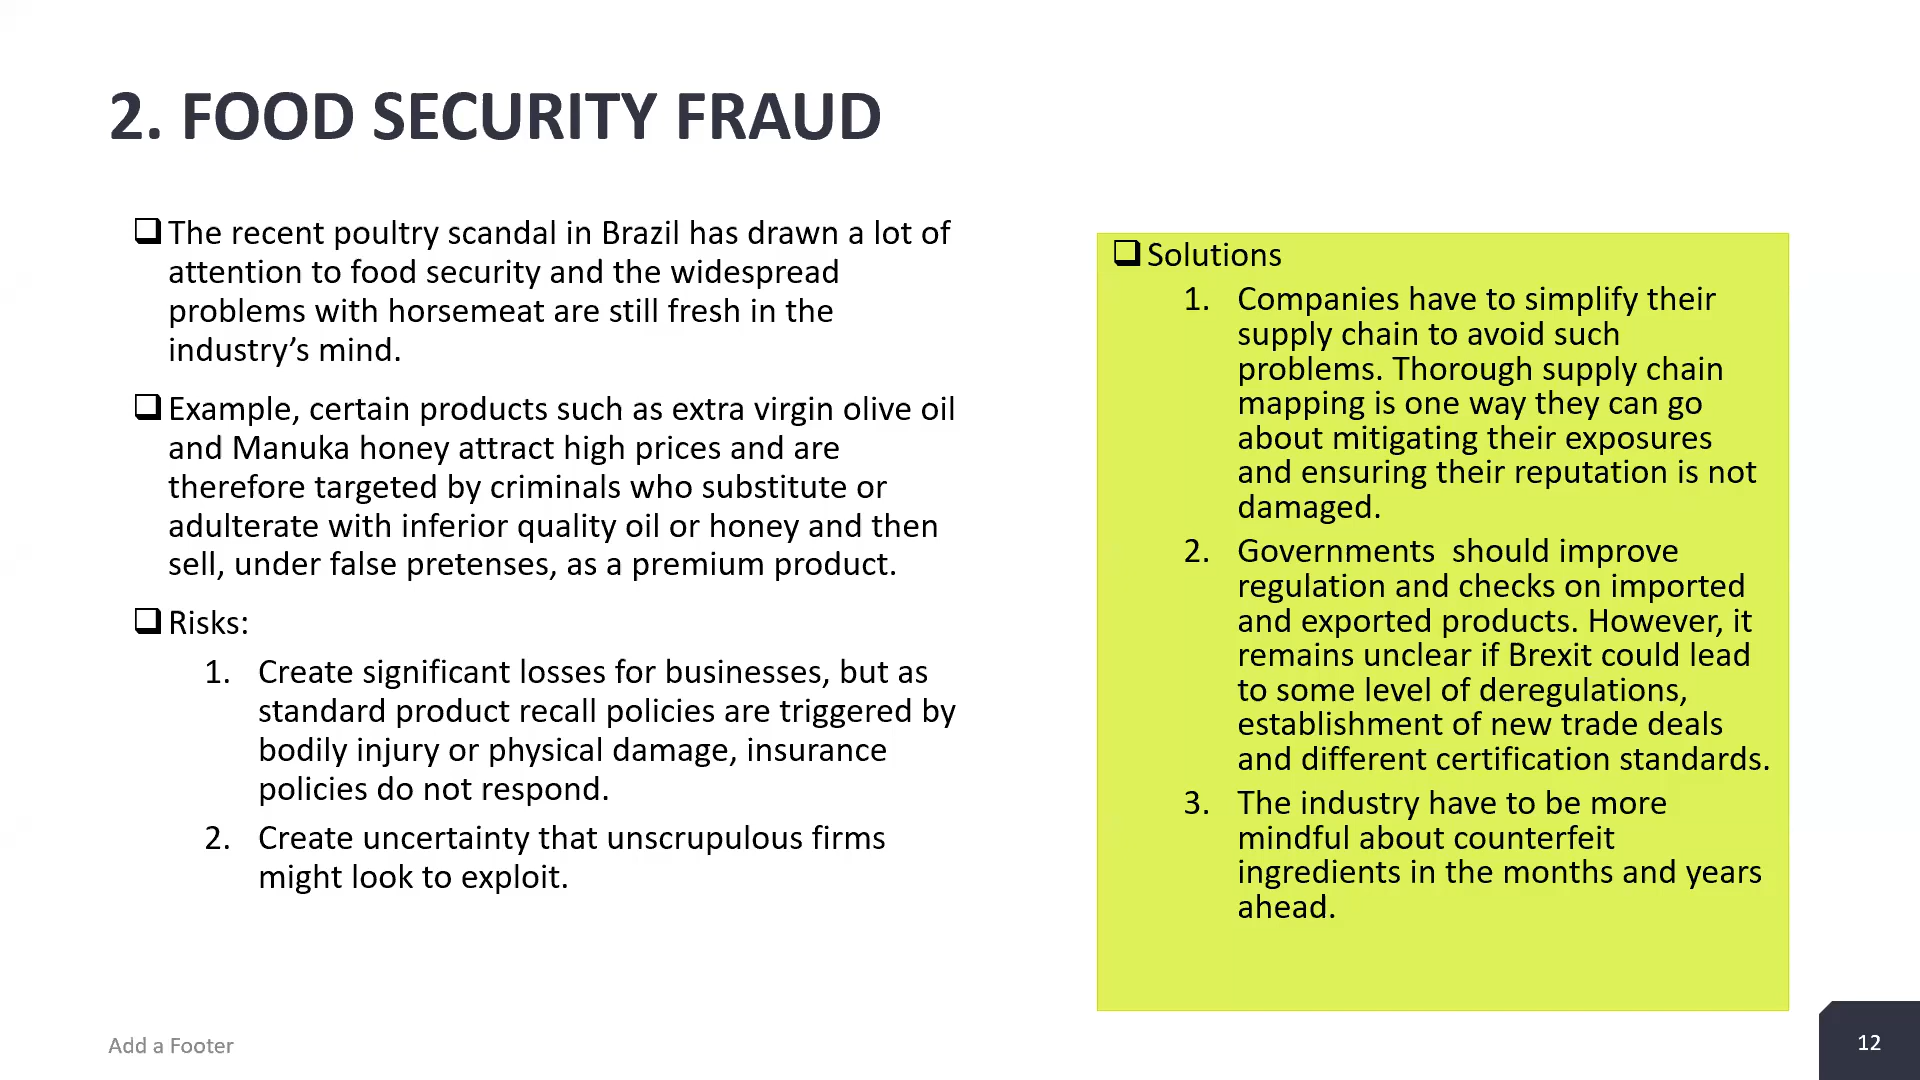 2. FOOD SECURITY FRAUD
The recent poultry scandal in Brazil has drawn a lot of
attention to food security and the widespread
problems with horsemeat are still fresh in the
industry’s mind.
Example, certain products such as extra virgin olive oil
and Manuka honey attract high prices and are
therefore targeted by criminals who substitute or
adulterate with inferior quality oil or honey and then
sell, under false pretenses, as a premium product.
Risks:
1. Create significant losses for businesses, but as
standard product recall policies are triggered by
bodily injury or physical damage, insurance
policies do not respond.
2. Create uncertainty that unscrupulous firms
might look to exploit.
Solutions
1. Companies have to simplify their
supply chain to avoid such
problems. Thorough supply chain
mapping is one way they can go
about mitigating their exposures
and ensuring their reputation is not
damaged.
2. Governments  should improve
regulation and checks on imported
and exported products. However, it
remains unclear if Brexit could lead
to some level of deregulations,
establishment of new trade deals
and different certification standards.
3. The industry have to be more
mindful about counterfeit
ingredients in the months and years
ahead.
Add a Footer
12